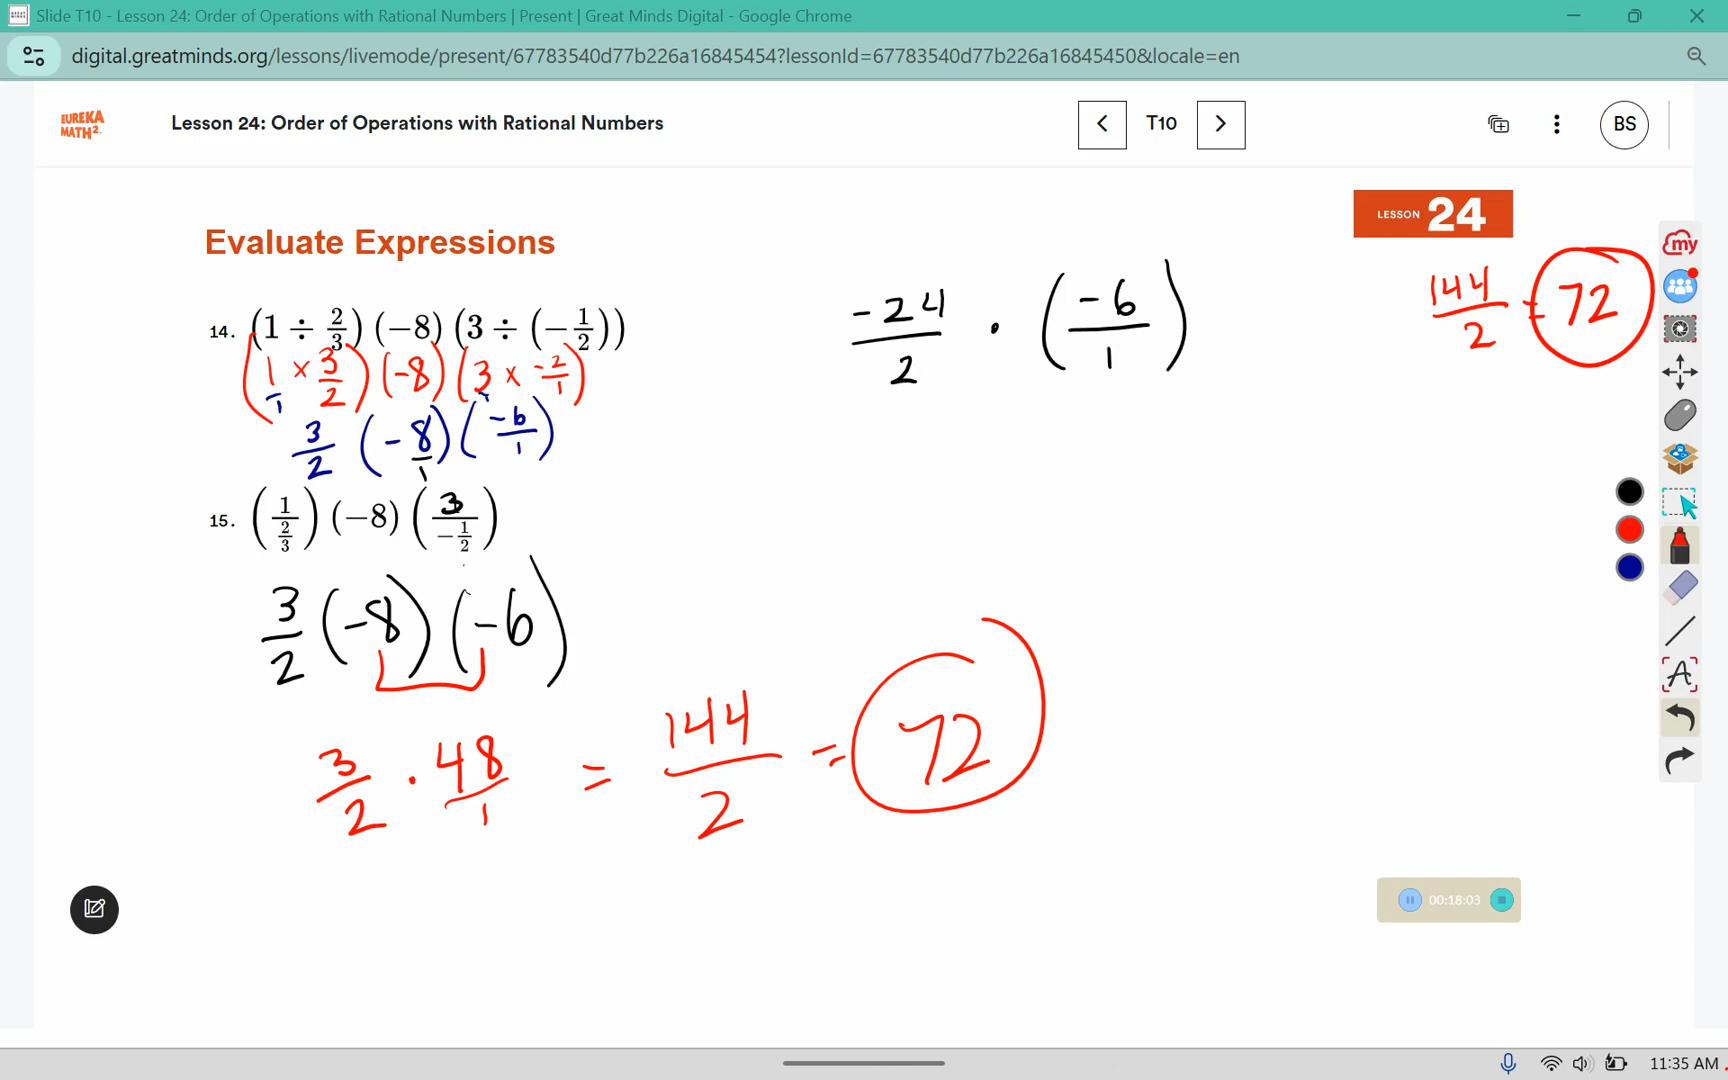 Slide T10 - Lesson 24: Order of Operations with Rational Numbers | Present | Great Minds Digital - Google Chrome
digital.greatminds.org/lessons/livemode/present/67783540d77b226a16845454?lessonId=67783540d77b226a16845450&locale=en
EUREKA
MATH²
Lesson 24: Order of Operations with Rational Numbers
T10
BS
LESSON 24
my
Evaluate Expressions
144/2 = 72
14. (1 ÷ 2/3)(−8)(3 ÷ (−1/2))
-24/2 · (-6/1)
(1/1 × 3/2)(-8)(3/1 × -2/1)
3/2 (-8/1)(-6/1)
15. (1/(2/3))(−8)(3/(−1/2))
3/2 (-8)(-6)
3/2 · 48/1 = 144/2 = 72
A
00:18:03
11:35 AM